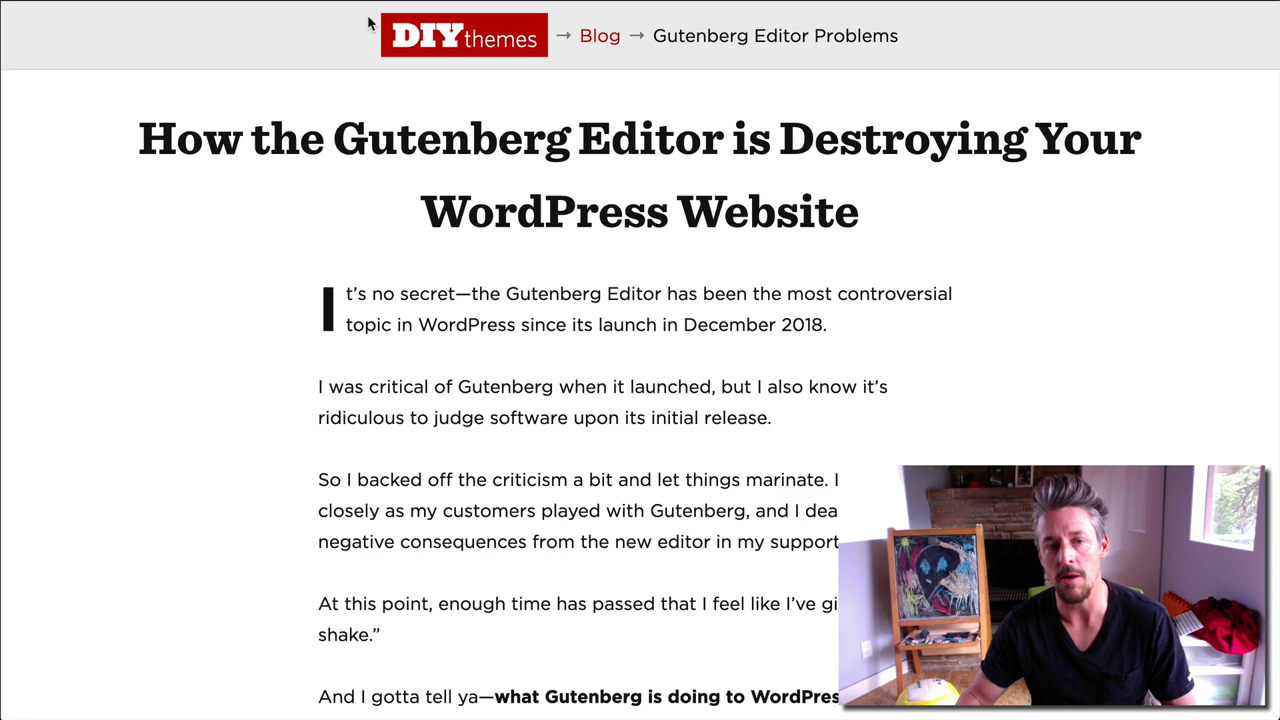 DIYthemes → Blog → Gutenberg Editor Problems
How the Gutenberg Editor is Destroying Your
WordPress Website
It’s no secret—the Gutenberg Editor has been the most controversial
topic in WordPress since its launch in December 2018.
I was critical of Gutenberg when it launched, but I also know it’s
ridiculous to judge software upon its initial release.
So I backed off the criticism a bit and let things marinate. I
closely as my customers played with Gutenberg, and I dea
negative consequences from the new editor in my support
At this point, enough time has passed that I feel like I’ve gi
shake.”
And I gotta tell ya—what Gutenberg is doing to WordPres